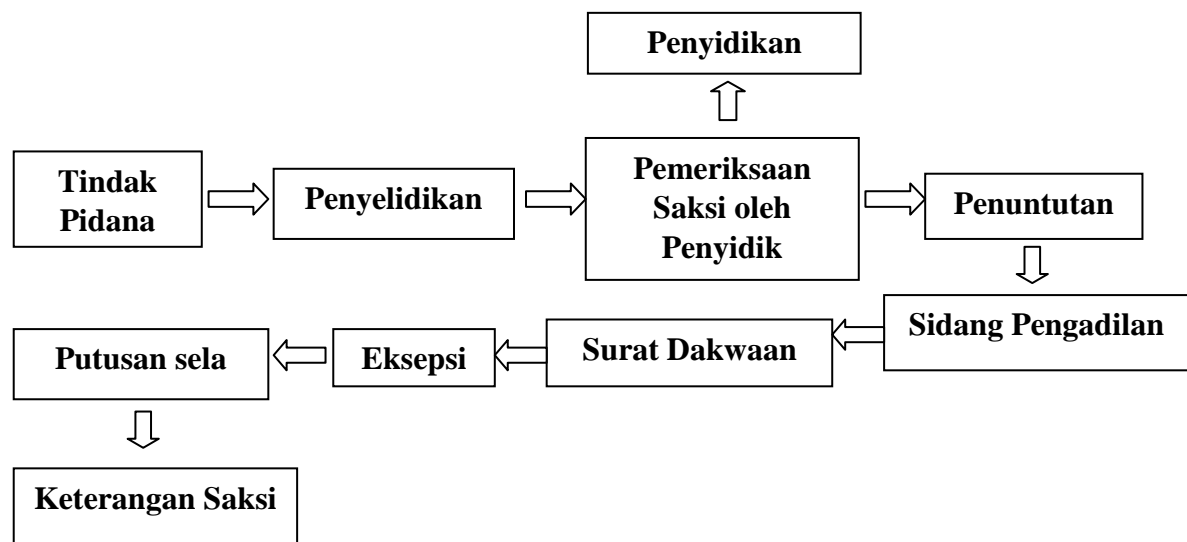 Penyidikan
Tindak
Pidana
Penyelidikan
Pemeriksaan
Saksi oleh
Penyidik
Penuntutan
Sidang Pengadilan
Surat Dakwaan
Eksepsi
Putusan sela
Keterangan Saksi